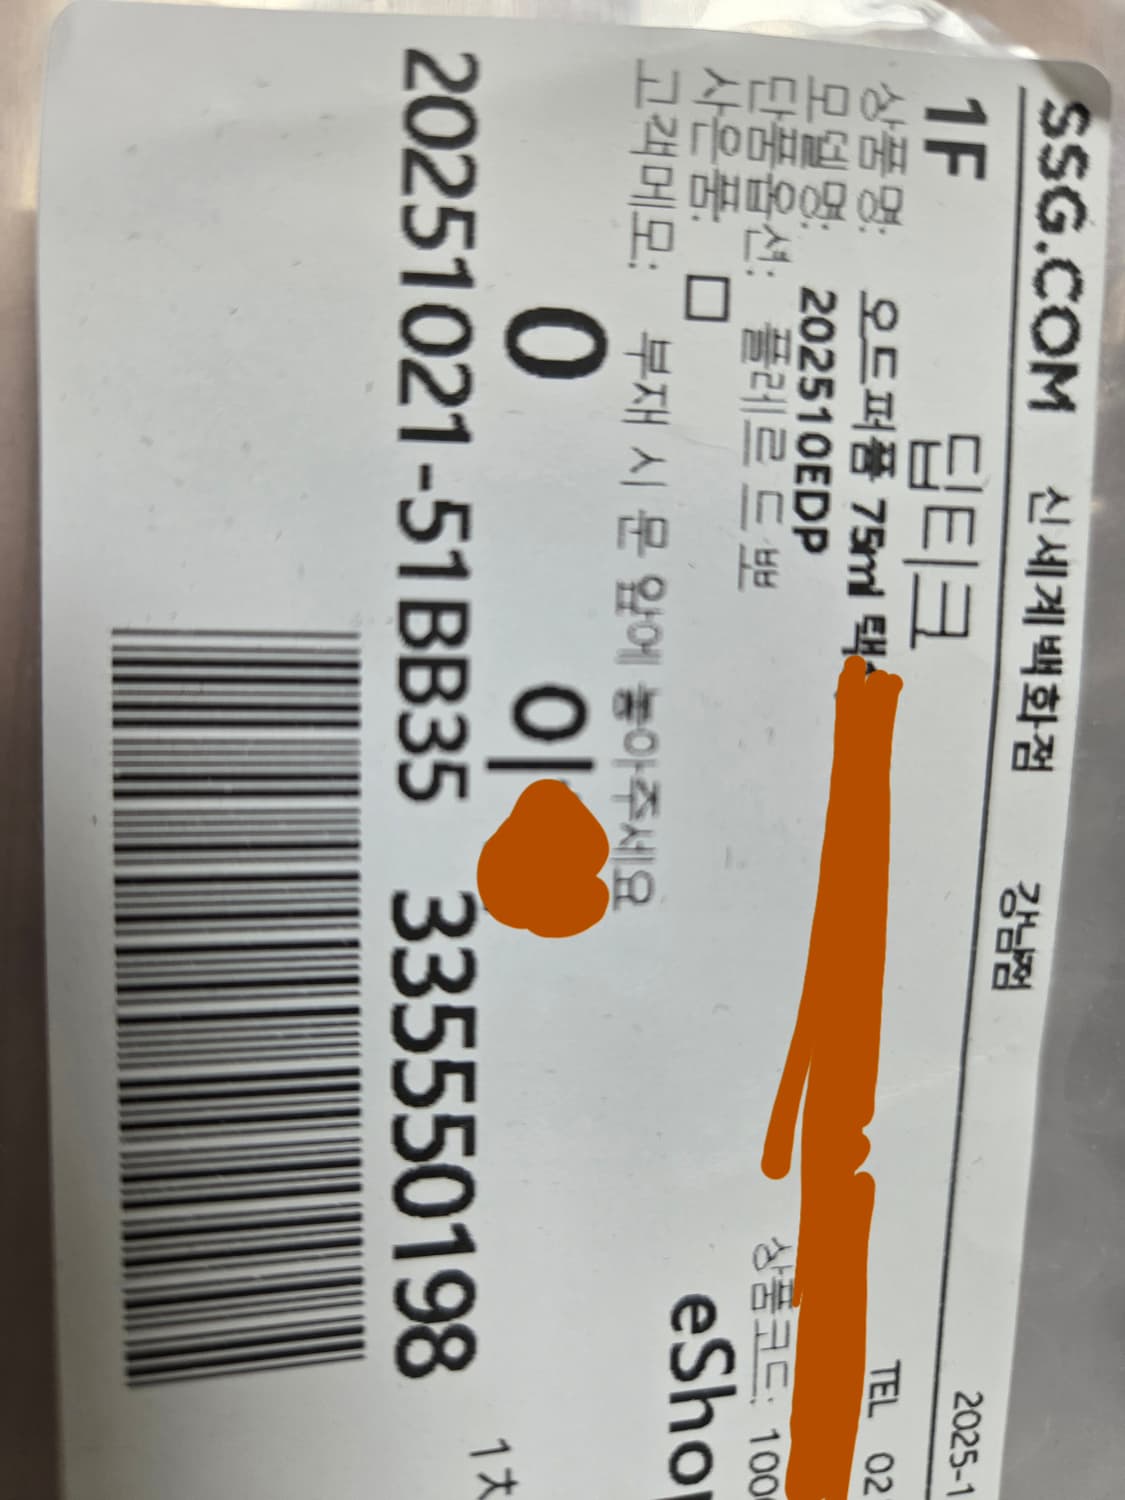 SSG.COM 신세계백화점 강남점 2025-1
1F 딥티크 TEL 02
상품명: 오드퍼퓸 75ml 택
모델명: 202510EDP
단품옵션: 플레르 드 뽀 상품코드: 100
사은품: □
고객메모: 부재 시 문 앞에 놓아주세요 eSho
0 이
20251021-51BB35 335550198 1차